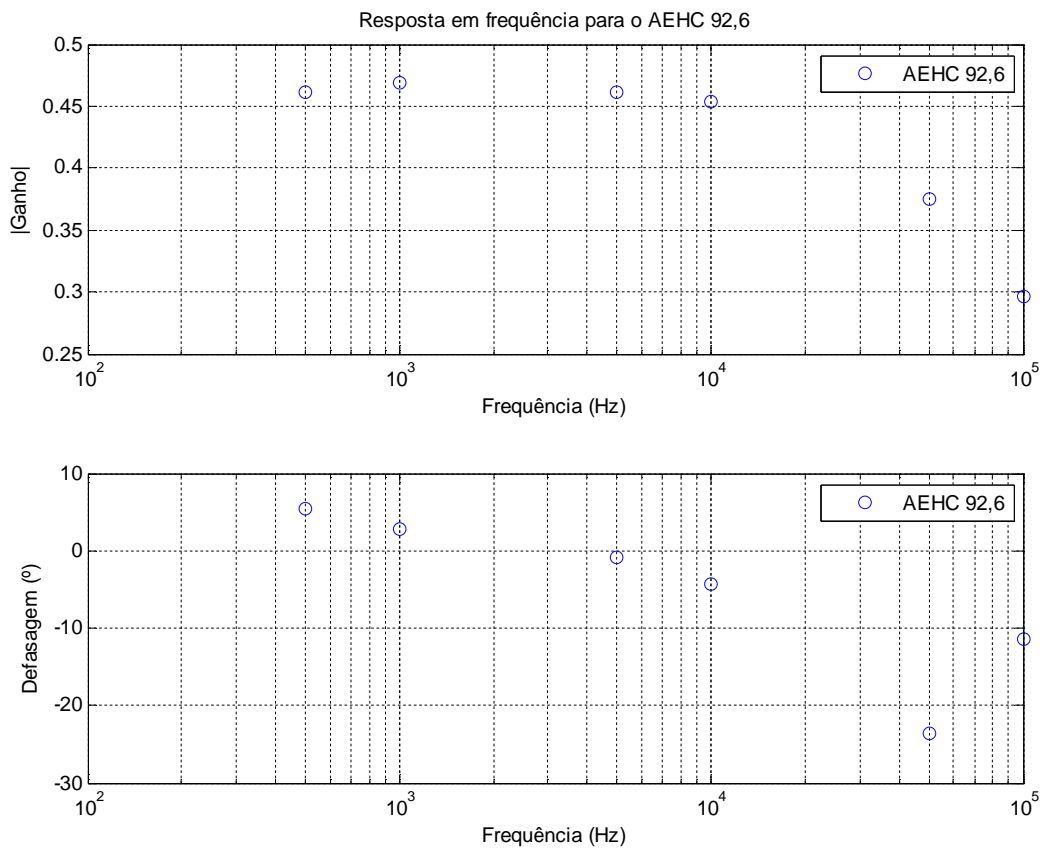 Resposta em frequência para o AEHC 92,6
0.5
0.45
0.4
0.35
0.3
0.25
|Ganho|
AEHC 92,6
10^2
10^3
10^4
10^5
Frequência (Hz)
10
0
-10
-20
-30
Defasagem (º)
AEHC 92,6
10^2
10^3
10^4
10^5
Frequência (Hz)